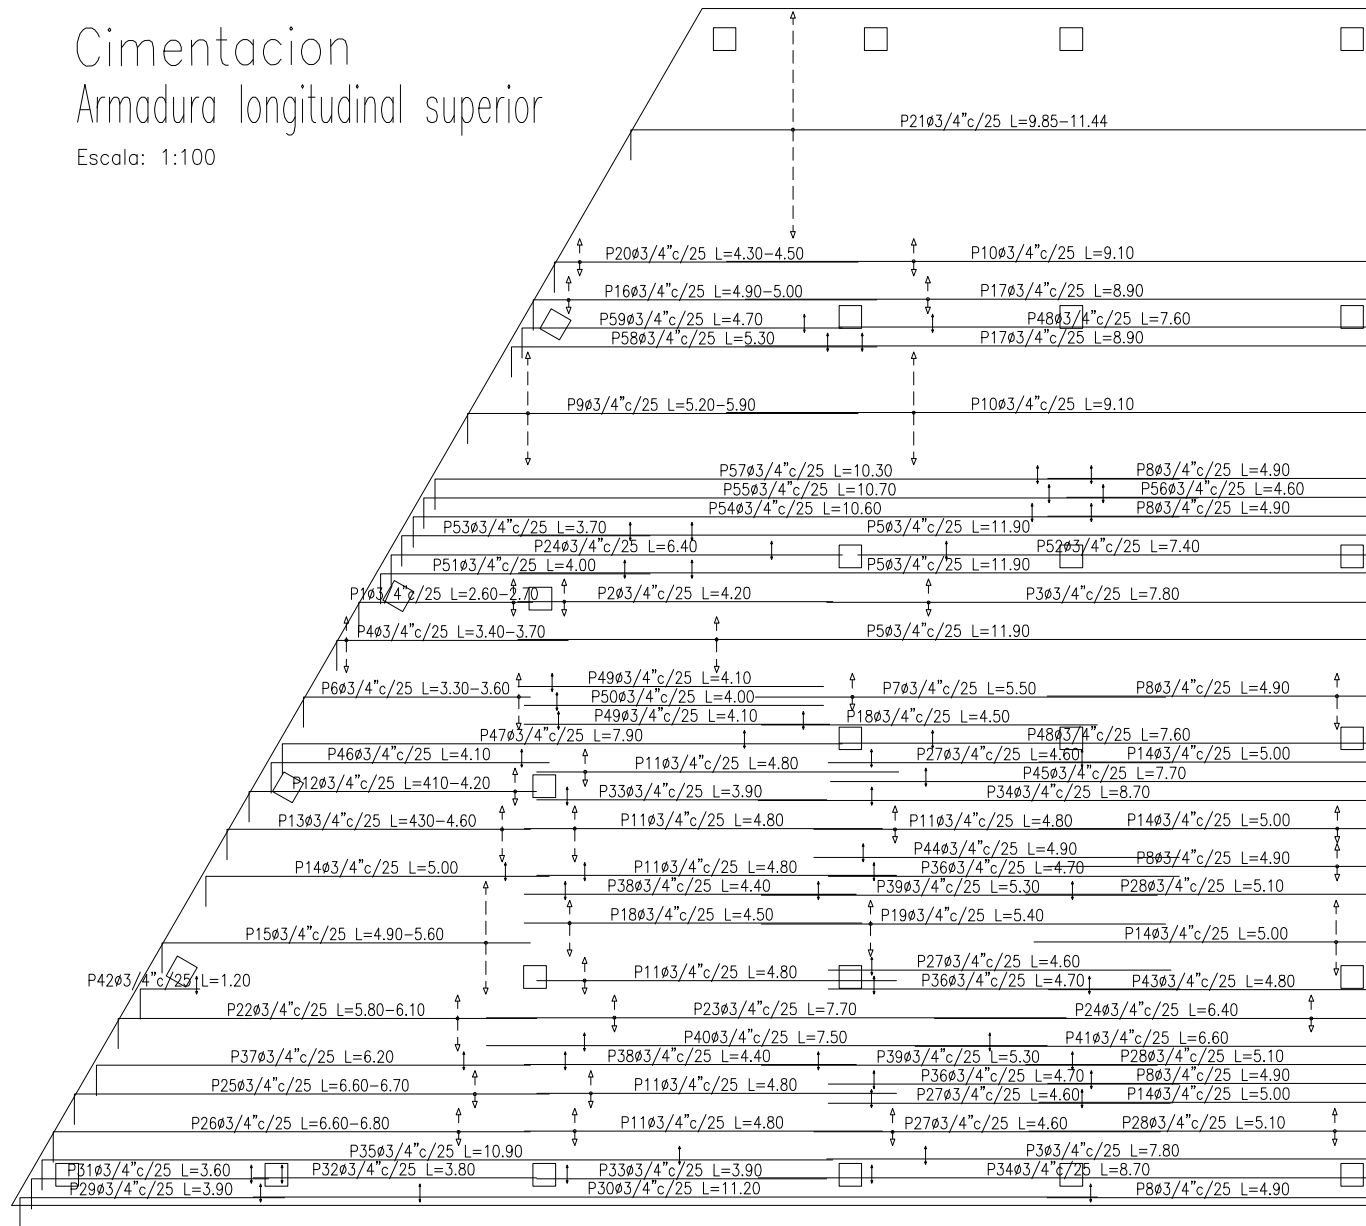 Cimentacion
Armadura longitudinal superior
Escala: 1:100
P21ø3/4"c/25 L=9.85-11.44
P20ø3/4"c/25 L=4.30-4.50 P10ø3/4"c/25 L=9.10
P16ø3/4"c/25 L=4.90-5.00 P17ø3/4"c/25 L=8.90
P59ø3/4"c/25 L=4.70 P48ø3/4"c/25 L=7.60
P58ø3/4"c/25 L=5.30 P17ø3/4"c/25 L=8.90
P9ø3/4"c/25 L=5.20-5.90 P10ø3/4"c/25 L=9.10
P57ø3/4"c/25 L=10.30 P8ø3/4"c/25 L=4.90
P55ø3/4"c/25 L=10.70 P56ø3/4"c/25 L=4.60
P54ø3/4"c/25 L=10.60 P8ø3/4"c/25 L=4.90
P53ø3/4"c/25 L=3.70 P5ø3/4"c/25 L=11.90
P24ø3/4"c/25 L=6.40 P52ø3/4"c/25 L=7.40
P51ø3/4"c/25 L=4.00 P5ø3/4"c/25 L=11.90
P1ø3/4"c/25 L=2.60-2.70 P2ø3/4"c/25 L=4.20 P3ø3/4"c/25 L=7.80
P4ø3/4"c/25 L=3.40-3.70 P5ø3/4"c/25 L=11.90
P49ø3/4"c/25 L=4.10
P6ø3/4"c/25 L=3.30-3.60 P7ø3/4"c/25 L=5.50 P8ø3/4"c/25 L=4.90
P50ø3/4"c/25 L=4.00
P49ø3/4"c/25 L=4.10 P18ø3/4"c/25 L=4.50
P47ø3/4"c/25 L=7.90 P48ø3/4"c/25 L=7.60
P46ø3/4"c/25 L=4.10 P27ø3/4"c/25 L=4.60 P14ø3/4"c/25 L=5.00
P11ø3/4"c/25 L=4.80
P45ø3/4"c/25 L=7.70
P12ø3/4"c/25 L=410-4.20
P33ø3/4"c/25 L=3.90 P34ø3/4"c/25 L=8.70
P13ø3/4"c/25 L=430-4.60 P11ø3/4"c/25 L=4.80 P11ø3/4"c/25 L=4.80 P14ø3/4"c/25 L=5.00
P44ø3/4"c/25 L=4.90
P8ø3/4"c/25 L=4.90
P14ø3/4"c/25 L=5.00 P11ø3/4"c/25 L=4.80 P36ø3/4"c/25 L=4.70
P38ø3/4"c/25 L=4.40 P39ø3/4"c/25 L=5.30 P28ø3/4"c/25 L=5.10
P18ø3/4"c/25 L=4.50 P19ø3/4"c/25 L=5.40
P15ø3/4"c/25 L=4.90-5.60 P14ø3/4"c/25 L=5.00
P27ø3/4"c/25 L=4.60
P11ø3/4"c/25 L=4.80
P42ø3/4"c/25 L=1.20 P36ø3/4"c/25 L=4.70 P43ø3/4"c/25 L=4.80
P22ø3/4"c/25 L=5.80-6.10 P23ø3/4"c/25 L=7.70 P24ø3/4"c/25 L=6.40
P40ø3/4"c/25 L=7.50 P41ø3/4"c/25 L=6.60
P37ø3/4"c/25 L=6.20 P38ø3/4"c/25 L=4.40 P39ø3/4"c/25 L=5.30 P28ø3/4"c/25 L=5.10
P36ø3/4"c/25 L=4.70 P8ø3/4"c/25 L=4.90
P25ø3/4"c/25 L=6.60-6.70 P11ø3/4"c/25 L=4.80
P27ø3/4"c/25 L=4.60 P14ø3/4"c/25 L=5.00
P26ø3/4"c/25 L=6.60-6.80 P11ø3/4"c/25 L=4.80 P27ø3/4"c/25 L=4.60 P28ø3/4"c/25 L=5.10
P35ø3/4"c/25 L=10.90 P3ø3/4"c/25 L=7.80
P31ø3/4"c/25 L=3.60 P32ø3/4"c/25 L=3.80 P33ø3/4"c/25 L=3.90 P34ø3/4"c/25 L=8.70
P29ø3/4"c/25 L=3.90 P30ø3/4"c/25 L=11.20 P8ø3/4"c/25 L=4.90